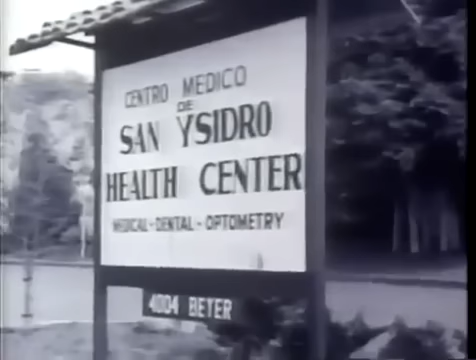 CENTRO MEDICO
DE
SAN YSIDRO
HEALTH CENTER
MEDICAL - DENTAL - OPTOMETRY
4004 BEYER